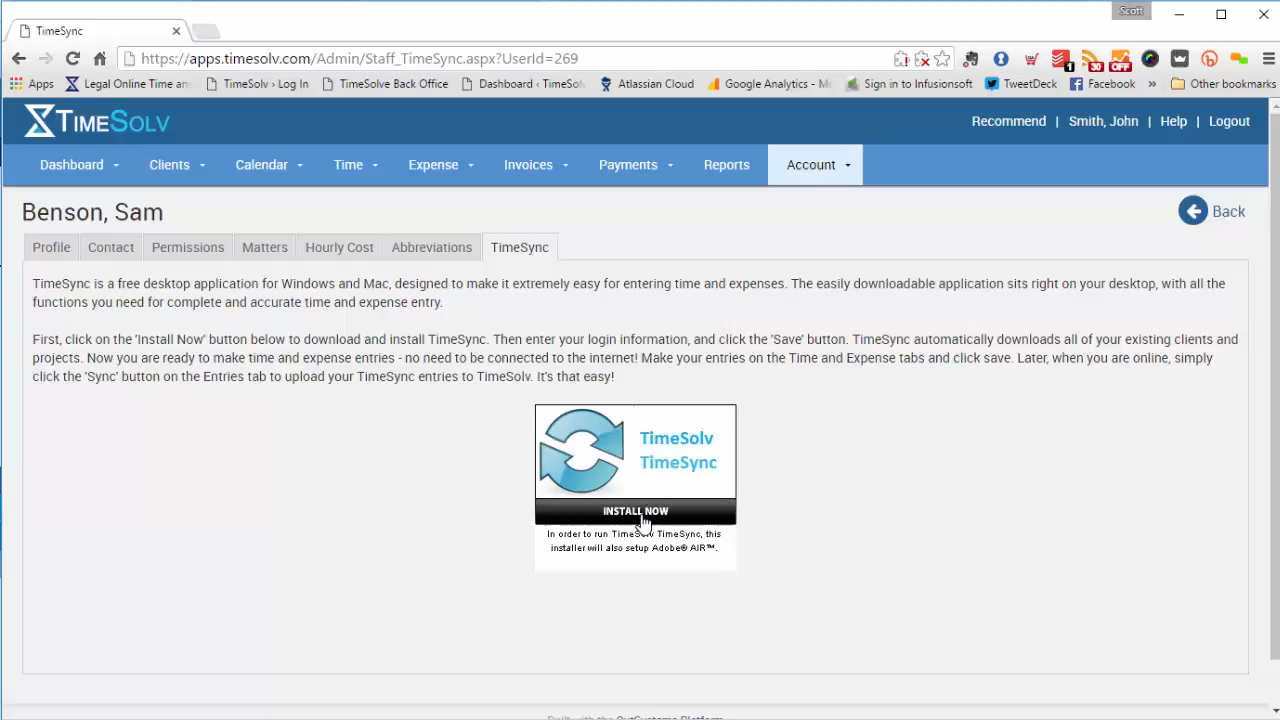 Scott
TimeSync
https://apps.timesolv.com/Admin/Staff_TimeSync.aspx?UserId=269
1
30
OFF
Apps
Legal Online Time an
TimeSolv › Log In
TimeSolve Back Office
Dashboard ‹ TimeSol
Atlassian Cloud
Google Analytics - M
Sign in to Infusionsoft
TweetDeck
Facebook
»
Other bookmarks
TIMESOLV
Recommend | Smith, John | Help | Logout
Dashboard
Clients
Calendar
Time
Expense
Invoices
Payments
Reports
Account
Benson, Sam
Back
Profile
Contact
Permissions
Matters
Hourly Cost
Abbreviations
TimeSync
TimeSync is a free desktop application for Windows and Mac, designed to make it extremely easy for entering time and expenses. The easily downloadable application sits right on your desktop, with all the
functions you need for complete and accurate time and expense entry.
First, click on the 'Install Now' button below to download and install TimeSync. Then enter your login information, and click the 'Save' button. TimeSync automatically downloads all of your existing clients and
projects. Now you are ready to make time and expense entries - no need to be connected to the internet! Make your entries on the Time and Expense tabs and click save. Later, when you are online, simply
click the 'Sync' button on the Entries tab to upload your TimeSync entries to TimeSolv. It's that easy!
TimeSolv
TimeSync
INSTALL NOW
In order to run TimeSolv TimeSync, this
installer will also setup Adobe® AIR™.
Built with the OutSystems Platform